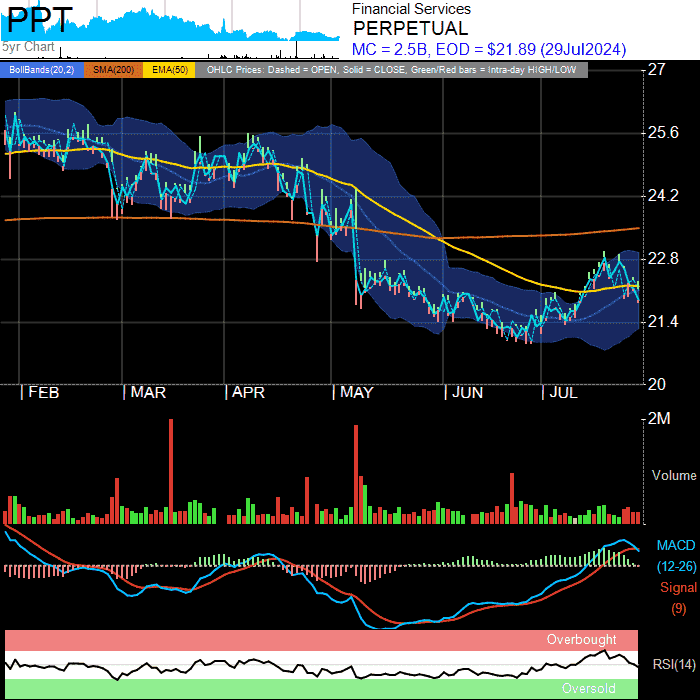 PPT
5yr Chart
Financial Services
PERPETUAL
MC = 2.5B, EOD = $21.89 (29Jul2024)
BollBands(20,2) SMA(200) EMA(50) OHLC Prices: Dashed = OPEN, Solid = CLOSE, Green/Red bars = Intra-day HIGH/LOW
27
25.6
24.2
22.8
21.4
20
FEB MAR APR MAY JUN JUL
2M
Volume
MACD
(12-26)
Signal
(9)
Overbought
RSI(14)
Oversold